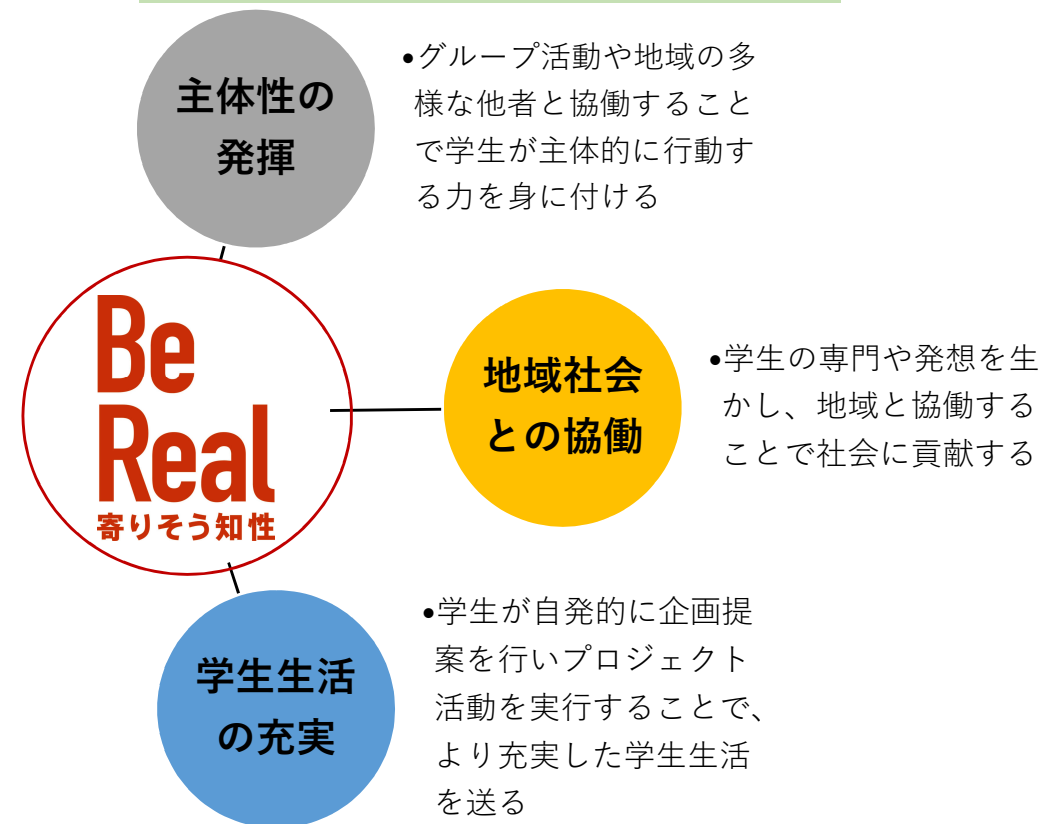 主体性の
発揮
•グループ活動や地域の多
様な他者と協働すること
で学生が主体的に行動す
る力を身に付ける
Be
Real
寄りそう知性
地域社会
との協働
•学生の専門や発想を生
かし、地域と協働する
ことで社会に貢献する
学生生活
の充実
•学生が自発的に企画提
案を行いプロジェクト
活動を実行することで、
より充実した学生生活
を送る